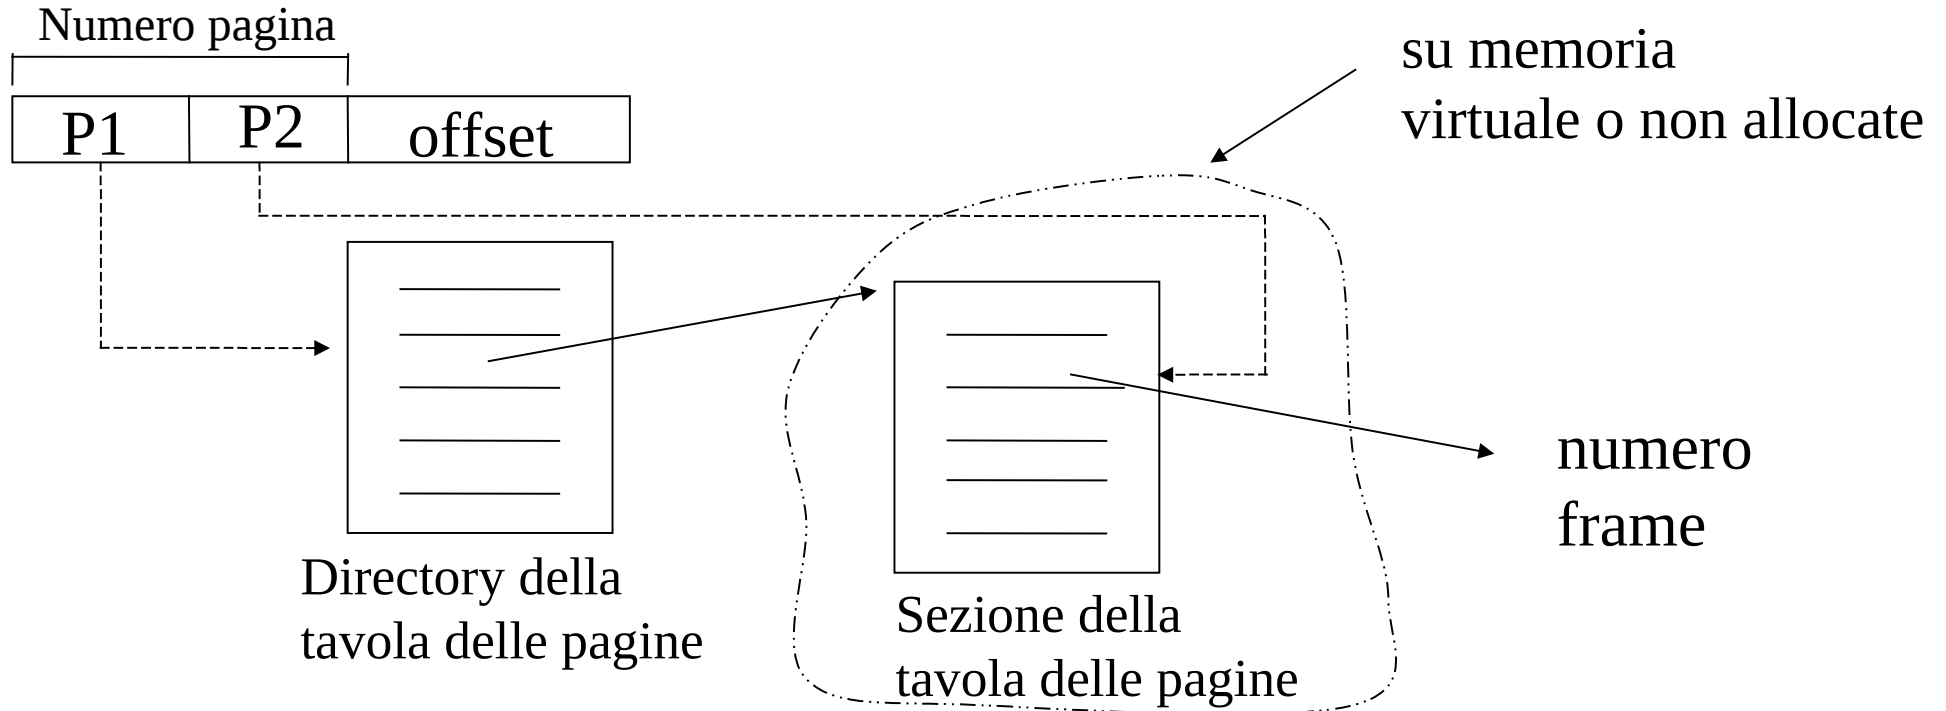 Numero pagina
su memoria
virtuale o non allocate
P1
P2
offset
numero
frame
Directory della
tavola delle pagine
Sezione della
tavola delle pagine